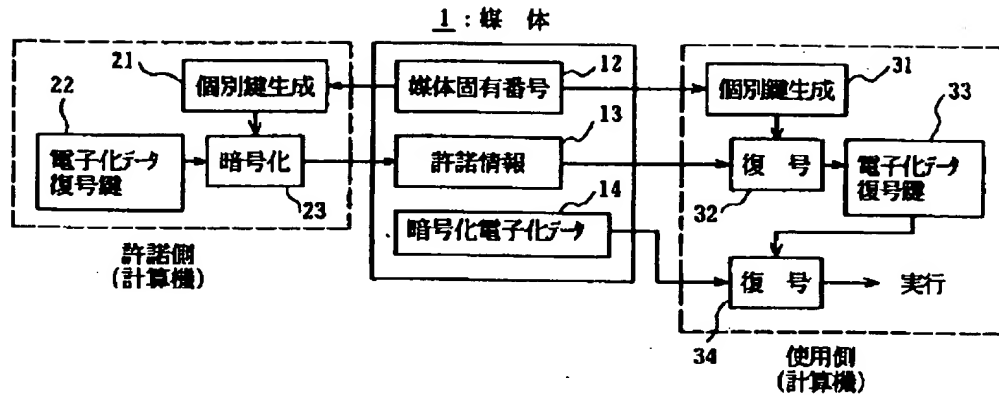 1：媒　体
21
個別鍵生成
22
電子化データ
復号鍵
暗号化
23
許諾側
(計算機)
12
媒体固有番号
13
許諾情報
14
暗号化電子化データ
31
個別鍵生成
33
復　号
32
電子化データ
復号鍵
復　号
34
実行
使用側
(計算機)